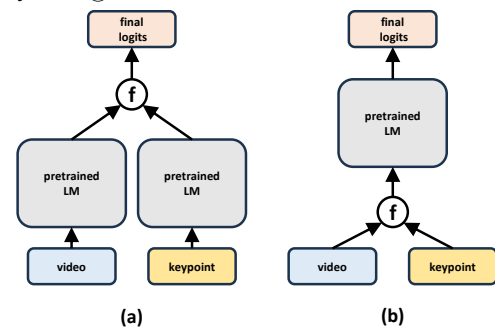 final
logits
f
pretrained
LM
pretrained
LM
video
keypoint
(a)
final
logits
pretrained
LM
f
video
keypoint
(b)